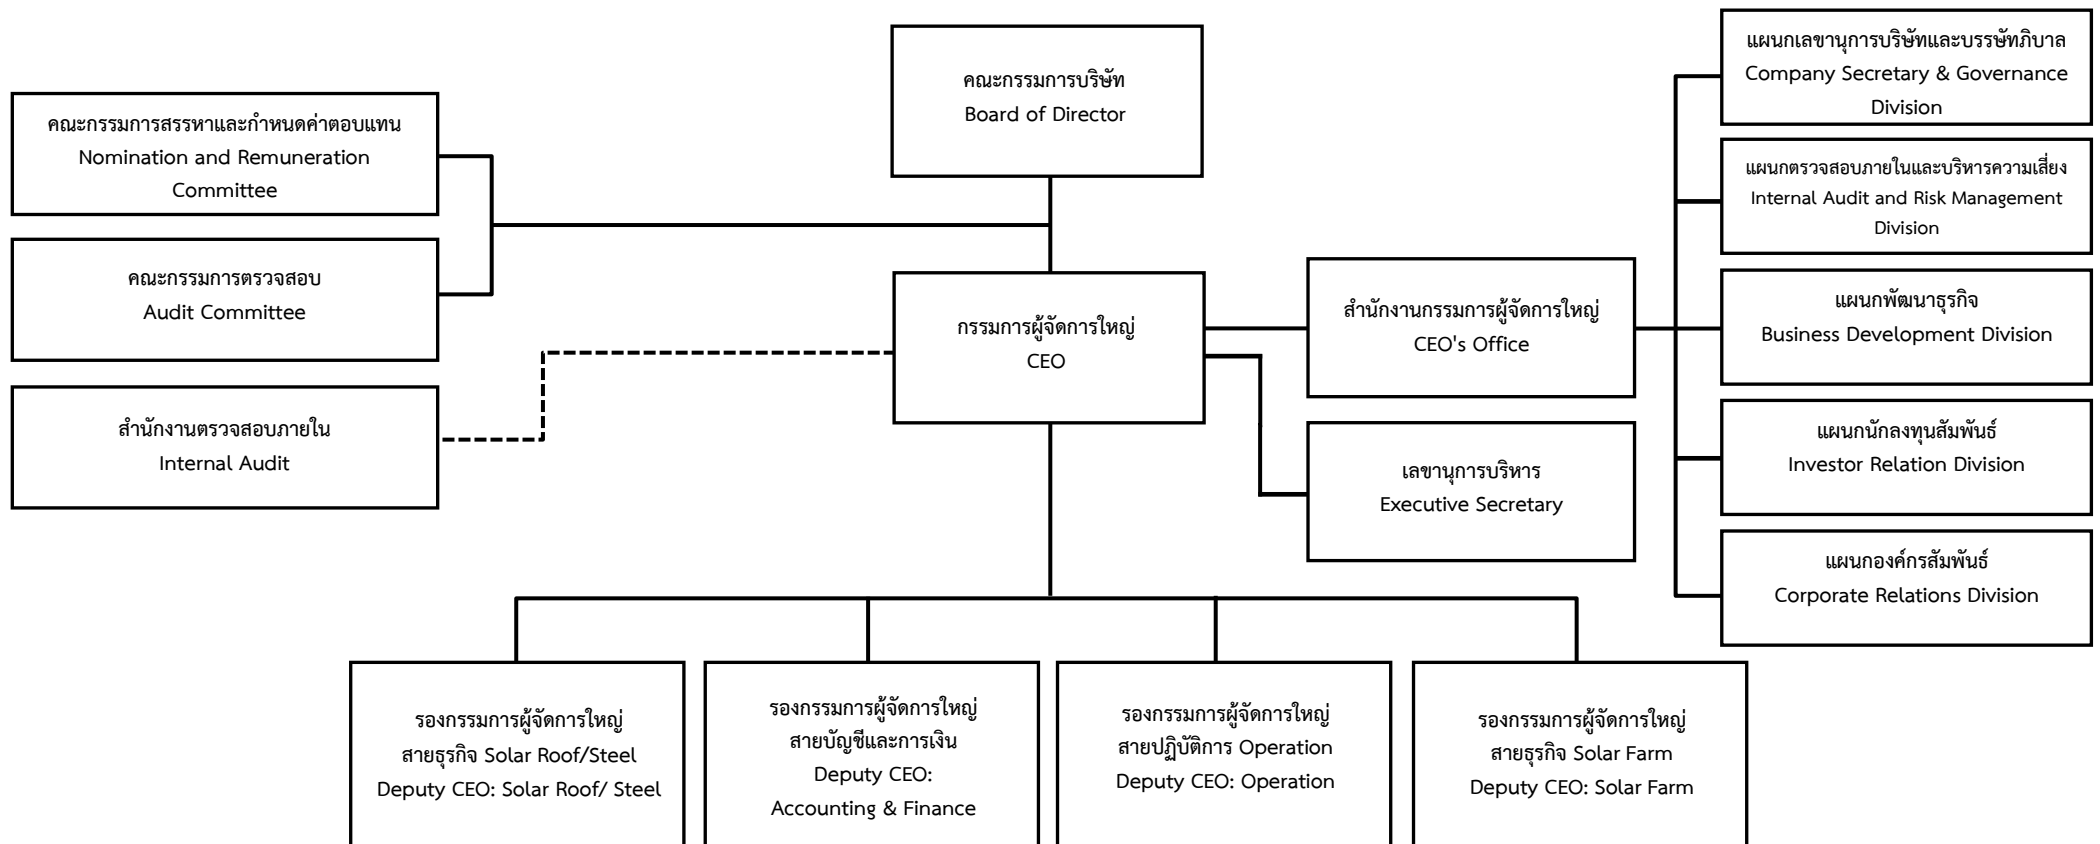 คณะกรรมการบริษัท
Board of Director
คณะกรรมการสรรหาและกำหนดค่าตอบแทน
Nomination and Remuneration
Committee
คณะกรรมการตรวจสอบ
Audit Committee
สำนักงานตรวจสอบภายใน
Internal Audit
กรรมการผู้จัดการใหญ่
CEO
สำนักงานกรรมการผู้จัดการใหญ่
CEO's Office
เลขานุการบริหาร
Executive Secretary
แผนกเลขานุการบริษัทและบรรษัทภิบาล
Company Secretary & Governance
Division
แผนกตรวจสอบภายในและบริหารความเสี่ยง
Internal Audit and Risk Management
Division
แผนกพัฒนาธุรกิจ
Business Development Division
แผนกนักลงทุนสัมพันธ์
Investor Relation Division
แผนกองค์กรสัมพันธ์
Corporate Relations Division
รองกรรมการผู้จัดการใหญ่
สายธุรกิจ Solar Roof/Steel
Deputy CEO: Solar Roof/ Steel
รองกรรมการผู้จัดการใหญ่
สายบัญชีและการเงิน
Deputy CEO:
Accounting & Finance
รองกรรมการผู้จัดการใหญ่
สายปฏิบัติการ Operation
Deputy CEO: Operation
รองกรรมการผู้จัดการใหญ่
สายธุรกิจ Solar Farm
Deputy CEO: Solar Farm